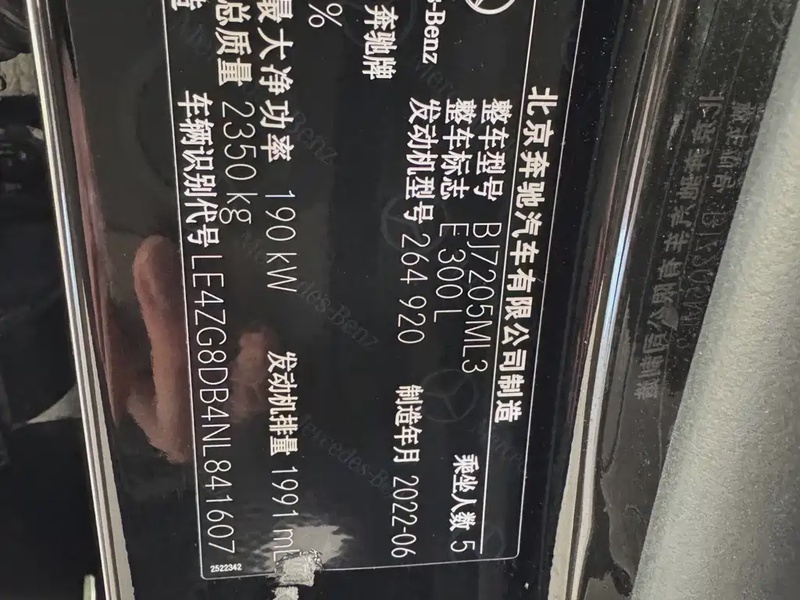 北京奔驰汽车有限公司制造
整车型号 BJ7205ML3 乘坐人数 5
-Benz 整车标志 E 300 L
奔驰牌 发动机型号 264 920 制造年月 2022-06
%
最大净功率 190 kW 发动机排量 1991 mL
总质量 2350 kg
车辆识别代号 LE4ZG8DB4NL841607
2522342